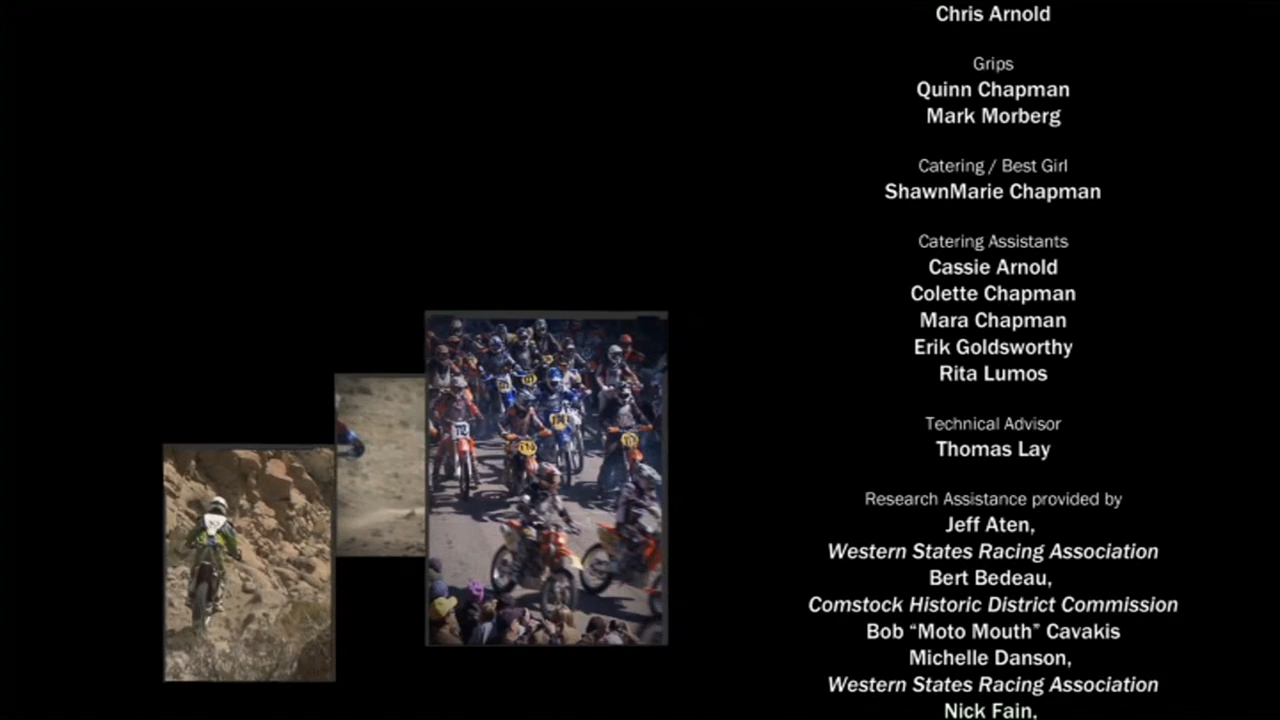 Chris Arnold
Grips
Quinn Chapman
Mark Morberg
Catering / Best Girl
ShawnMarie Chapman
Catering Assistants
Cassie Arnold
Colette Chapman
Mara Chapman
Erik Goldsworthy
Rita Lumos
Technical Advisor
Thomas Lay
Research Assistance provided by
Jeff Aten,
Western States Racing Association
Bert Bedeau,
Comstock Historic District Commission
Bob “Moto Mouth” Cavakis
Michelle Danson,
Western States Racing Association
Nick Fain,